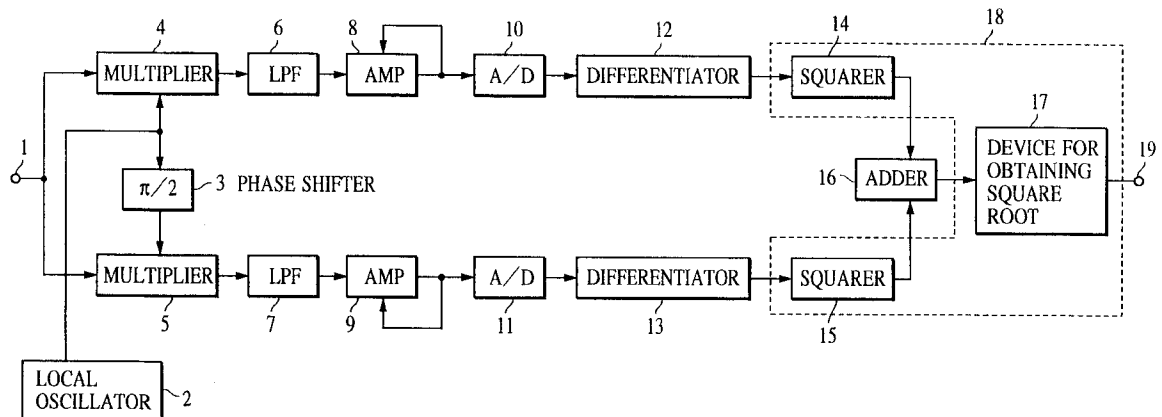 4
6
8
10
12
14
18
MULTIPLIER
LPF
AMP
A/D
DIFFERENTIATOR
SQUARER
17
1
DEVICE FOR
OBTAINING
SQUARE
ROOT
19
π/2
3 PHASE SHIFTER
16
ADDER
MULTIPLIER
LPF
AMP
A/D
DIFFERENTIATOR
SQUARER
5
7
9
11
13
15
LOCAL
OSCILLATOR
2